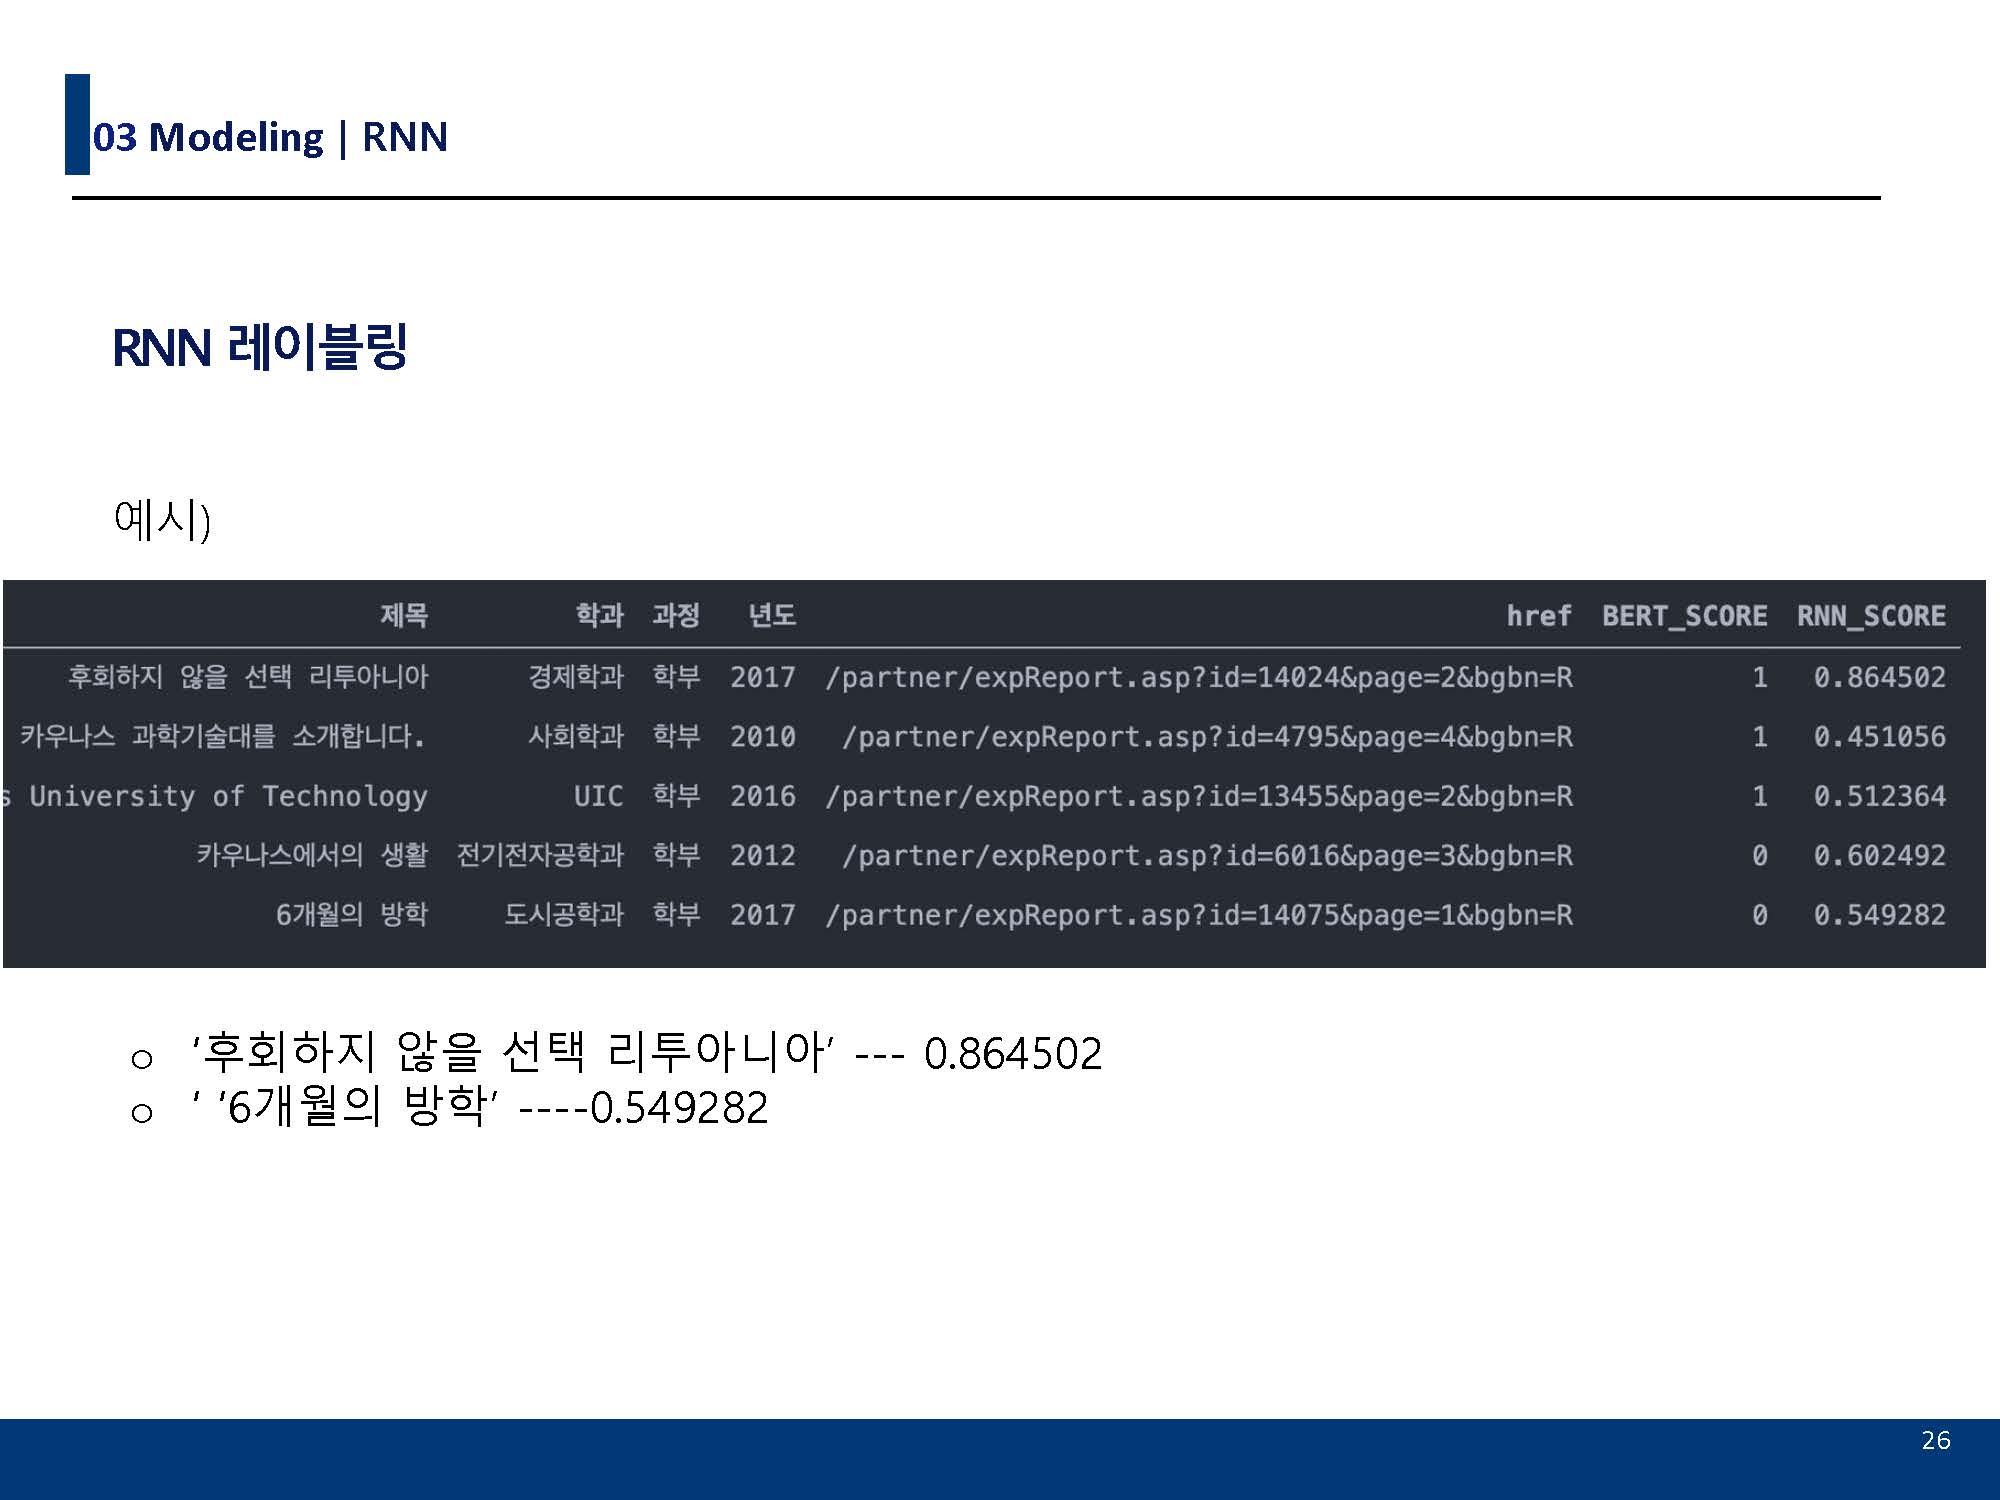 03 Modeling | RNN
RNN 레이블링
예시)
제목 학과 과정 년도 href BERT_SCORE RNN_SCORE
후회하지 않을 선택 리투아니아 경제학과 학부 2017 /partner/expReport.asp?id=14024&page=2&bgbn=R 1 0.864502
카우나스 과학기술대를 소개합니다. 사회학과 학부 2010 /partner/expReport.asp?id=4795&page=4&bgbn=R 1 0.451056
s University of Technology UIC 학부 2016 /partner/expReport.asp?id=13455&page=2&bgbn=R 1 0.512364
카우나스에서의 생활 전기전자공학과 학부 2012 /partner/expReport.asp?id=6016&page=3&bgbn=R 0 0.602492
6개월의 방학 도시공학과 학부 2017 /partner/expReport.asp?id=14075&page=1&bgbn=R 0 0.549282
o ‘후회하지 않을 선택 리투아니아’ --- 0.864502
o ‘ ‘6개월의 방학’ ----0.549282
26